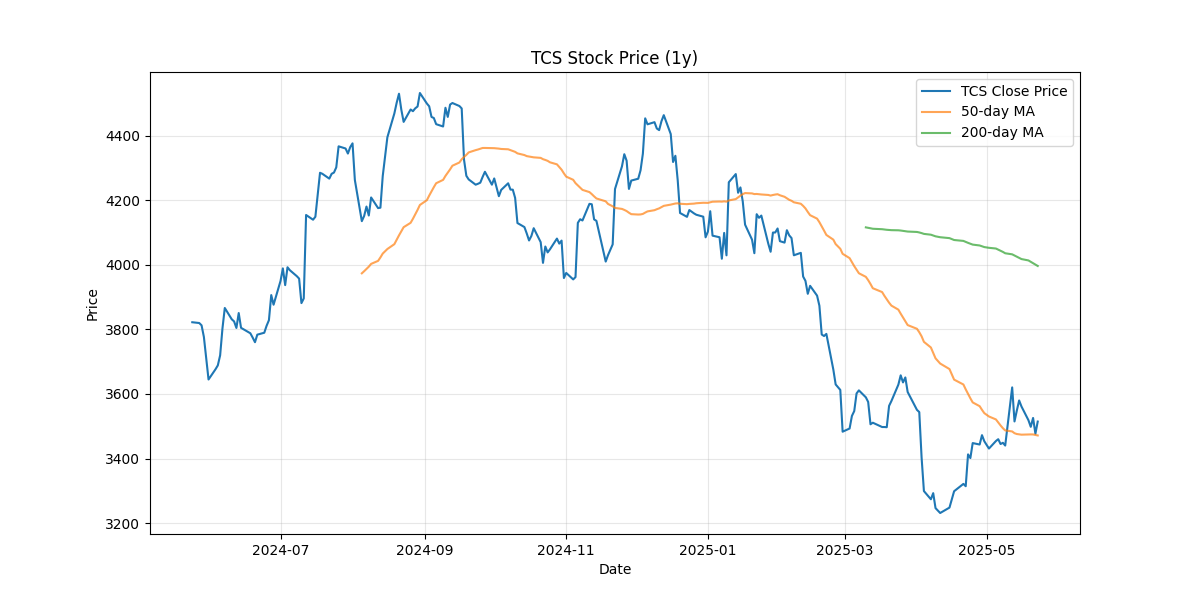 TCS Stock Price (1y)
TCS Close Price
50-day MA
200-day MA
Price
4400
4200
4000
3800
3600
3400
3200
2024-07 2024-09 2024-11 2025-01 2025-03 2025-05
Date